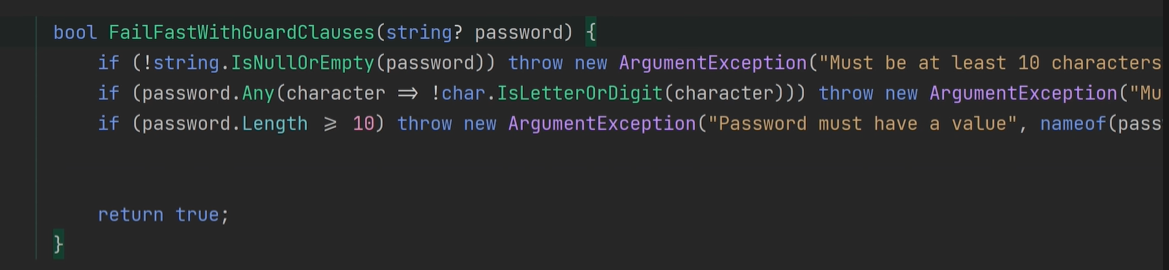 bool FailFastWithGuardClauses(string? password) {
if (!string.IsNullOrEmpty(password)) throw new ArgumentException("Must be at least 10 characters
if (password.Any(character => !char.IsLetterOrDigit(character))) throw new ArgumentException("Mu
if (password.Length >= 10) throw new ArgumentException("Password must have a value", nameof(pass
return true;
}